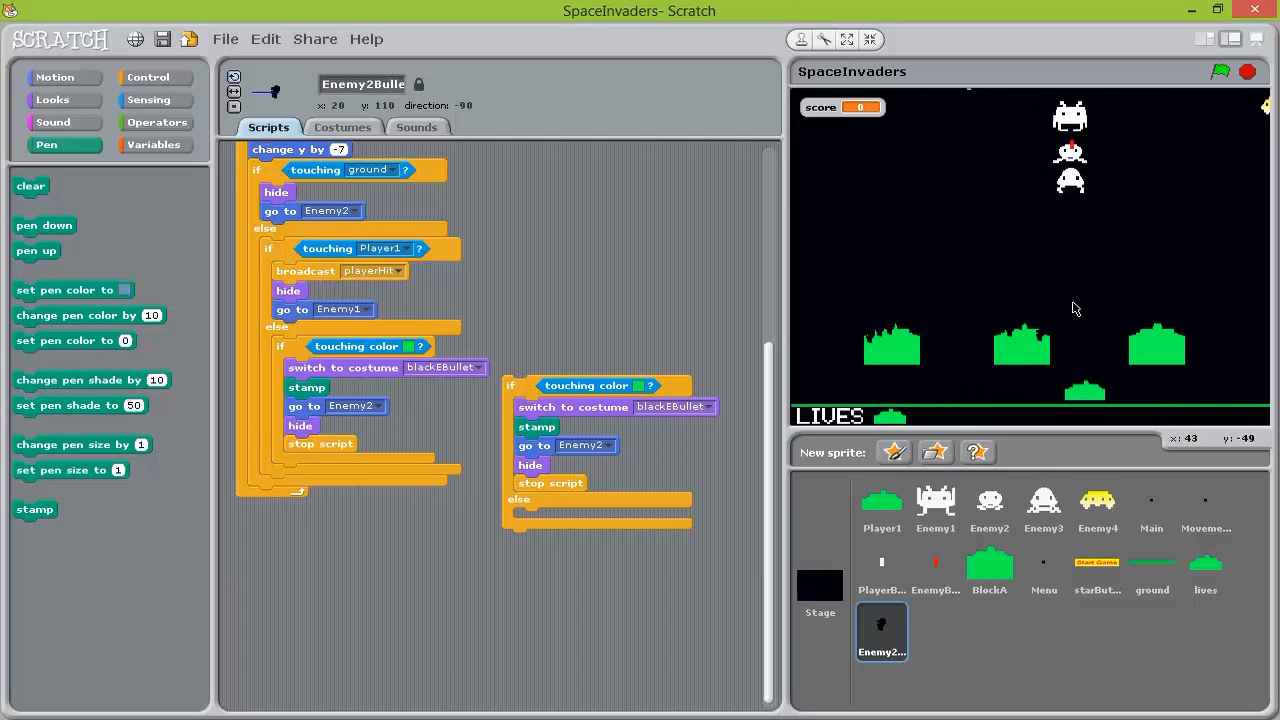 SpaceInvaders- Scratch
SCRATCH File Edit Share Help
Motion Control
Looks Sensing
Sound Operators
Pen Variables
clear
pen down
pen up
set pen color to
change pen color by 10
set pen color to 0
change pen shade by 10
set pen shade to 50
change pen size by 1
set pen size to 1
stamp
Enemy2Bulle
x: 20 y: 110 direction: -90
Scripts Costumes Sounds
change y by -7
if touching ground ?
hide
go to Enemy2
else
if touching Player1 ?
broadcast playerHit
hide
go to Enemy1
else
if touching color ?
switch to costume blackEBullet
stamp
go to Enemy2
hide
stop script
if touching color ?
switch to costume blackEBullet
stamp
go to Enemy2
hide
stop script
else
SpaceInvaders
score 0
LIVES
x: 43 y: -49
New sprite:
Player1 Enemy1 Enemy2 Enemy3 Enemy4 Main Moveme...
PlayerB... EnemyB... BlockA Menu starBut... ground lives
Stage
Enemy2...